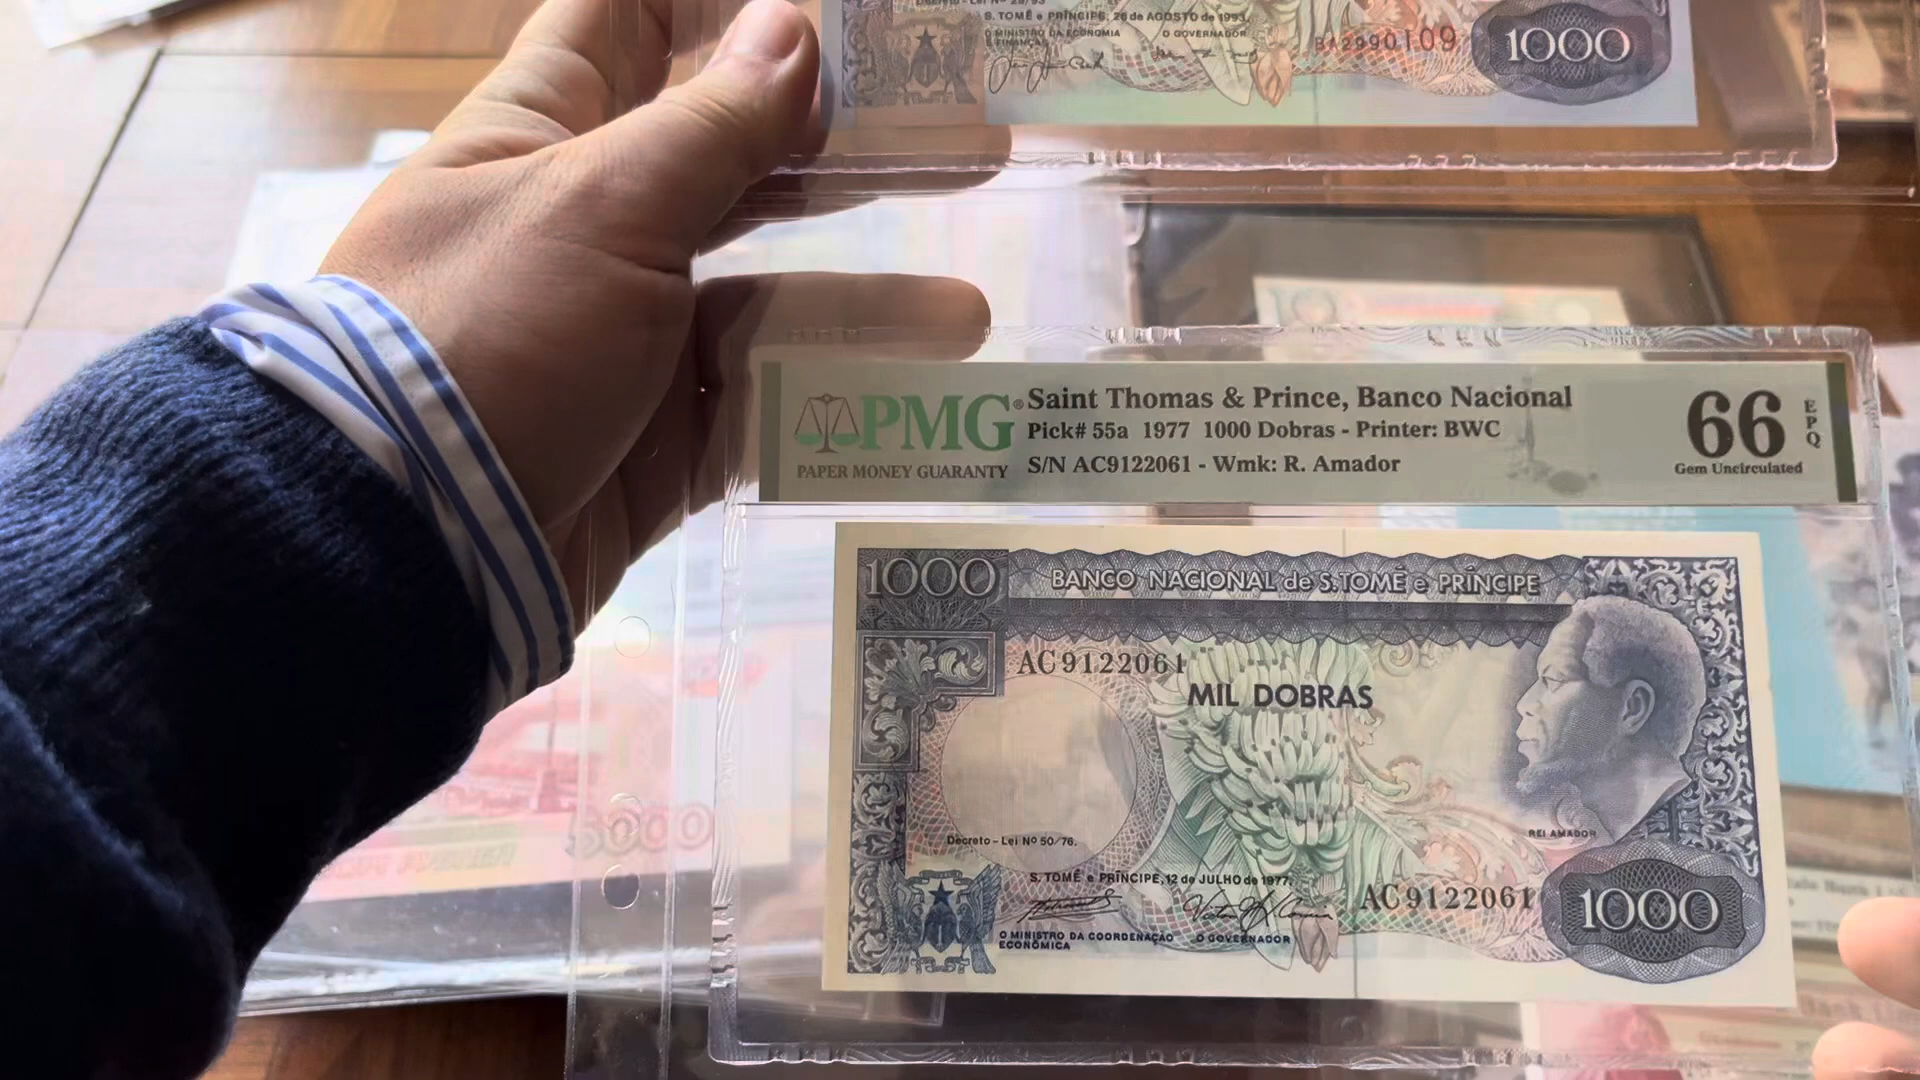 S. TOMÉ e PRÍNCIPE, 26 de AGOSTO de 1993.
O MINISTRO DA ECONOMIA O GOVERNADOR
E FINANÇAS
BA2990109
1000
PMG
PAPER MONEY GUARANTY
Saint Thomas & Prince, Banco Nacional
Pick# 55a 1977 1000 Dobras - Printer: BWC
S/N AC9122061 - Wmk: R. Amador
66
EPQ
Gem Uncirculated
1000
BANCO NACIONAL de S. TOMÉ e PRÍNCIPE
AC9122061
MIL DOBRAS
REI AMADOR
Decreto - Lei Nº 50/76.
S. TOMÉ e PRÍNCIPE, 12 de JULHO de 1977.
AC9122061
1000
O MINISTRO DA COORDENAÇÃO O GOVERNADOR
ECONÓMICA